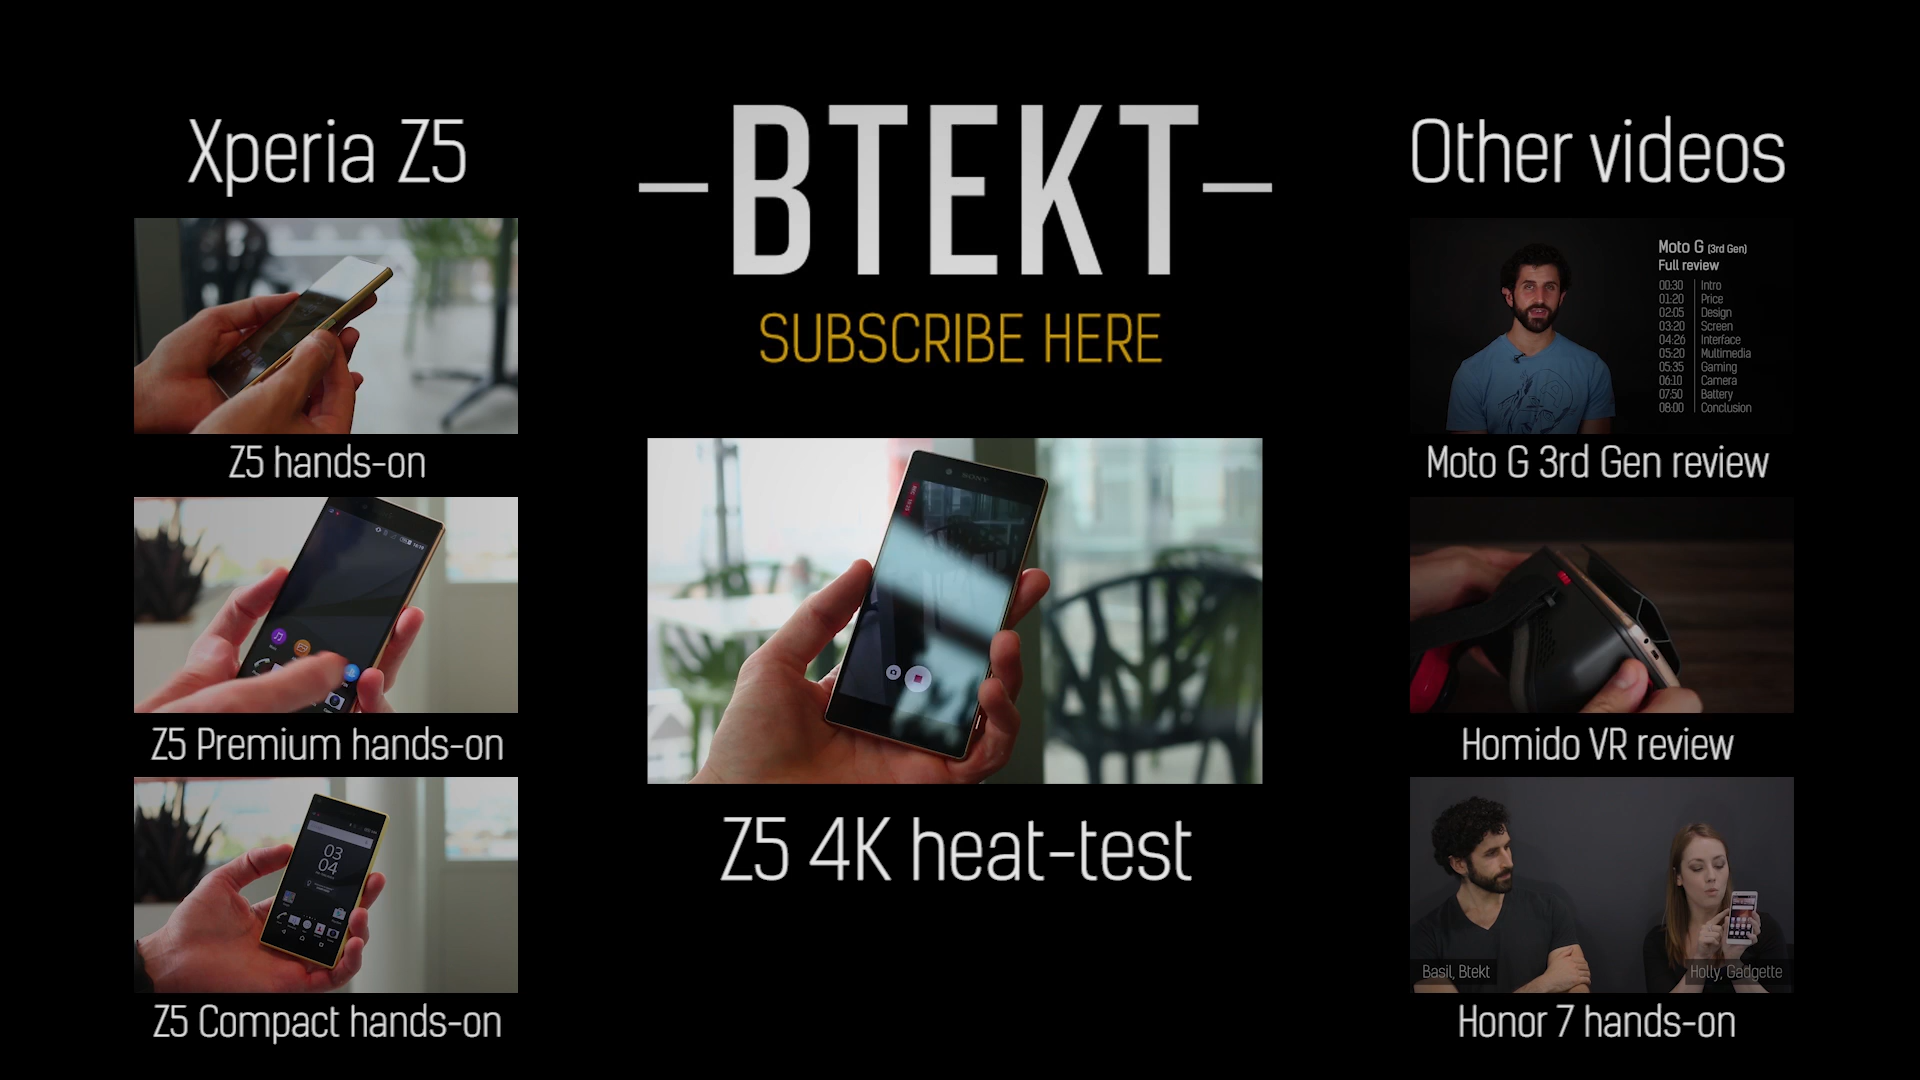 Xperia Z5
Z5 hands-on
Z5 Premium hands-on
03
04
Z5 Compact hands-on
BTEKT
SUBSCRIBE HERE
SONY
Z5 4K heat-test
Other videos
Moto G (3rd Gen)
Full review
00:30 Intro
01:20 Price
02:05 Design
03:20 Screen
04:26 Interface
05:20 Multimedia
05:35 Gaming
06:10 Camera
07:50 Battery
08:00 Conclusion
Moto G 3rd Gen review
Homido VR review
Basil, Btekt
Holly, Gadgette
Honor 7 hands-on